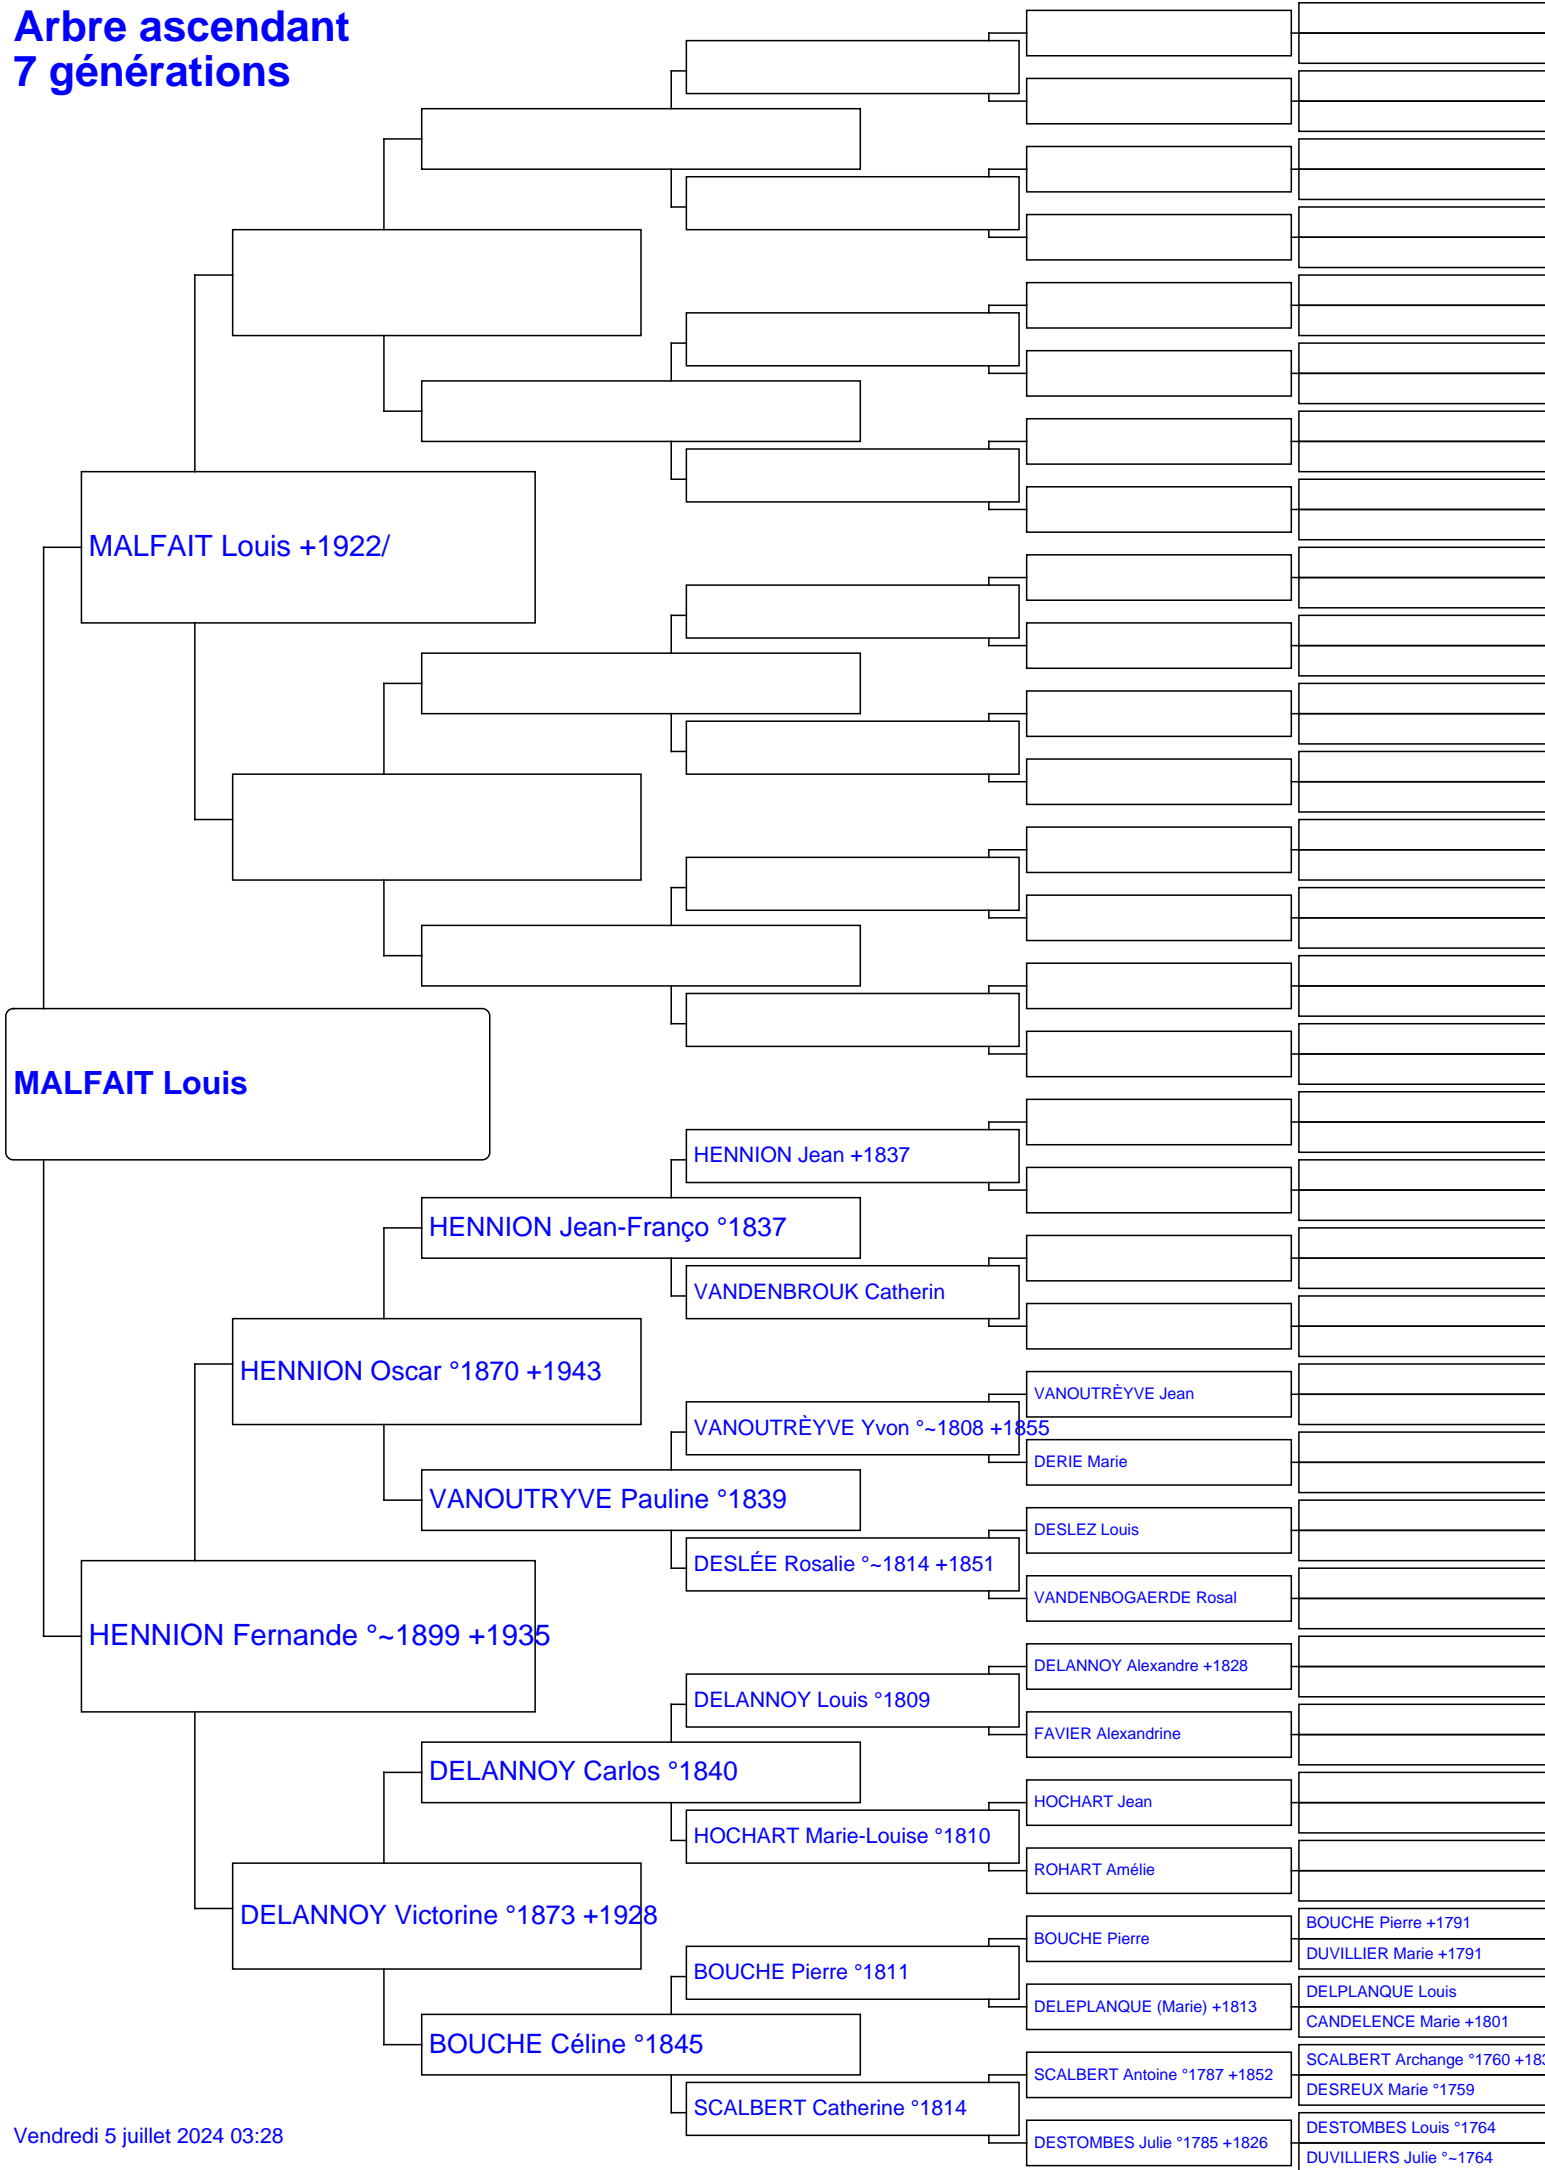 Arbre ascendant
7 générations
MALFAIT Louis +1922/
MALFAIT Louis
HENNION Jean +1837
HENNION Jean-Franço °1837
VANDENBROUK Catherin
HENNION Oscar °1870 +1943
VANOUTRÈYVE Jean
VANOUTRÈYVE Yvon °~1808 +1855
DERIE Marie
VANOUTRYVE Pauline °1839
DESLEZ Louis
DESLÉE Rosalie °~1814 +1851
VANDENBOGAERDE Rosal
HENNION Fernande °~1899 +1935
DELANNOY Alexandre +1828
DELANNOY Louis °1809
FAVIER Alexandrine
DELANNOY Carlos °1840
HOCHART Jean
HOCHART Marie-Louise °1810
ROHART Amélie
DELANNOY Victorine °1873 +1928
BOUCHE Pierre +1791
BOUCHE Pierre
DUVILLIER Marie +1791
BOUCHE Pierre °1811
DELPLANQUE Louis
DELEPLANQUE (Marie) +1813
CANDELENCE Marie +1801
BOUCHE Céline °1845
SCALBERT Archange °1760
SCALBERT Antoine °1787 +1852
DESREUX Marie °1759
SCALBERT Catherine °1814
DESTOMBES Louis °1764
DESTOMBES Julie °1785 +1826
DUVILLIERS Julie °~1764
Vendredi 5 juillet 2024 03:28